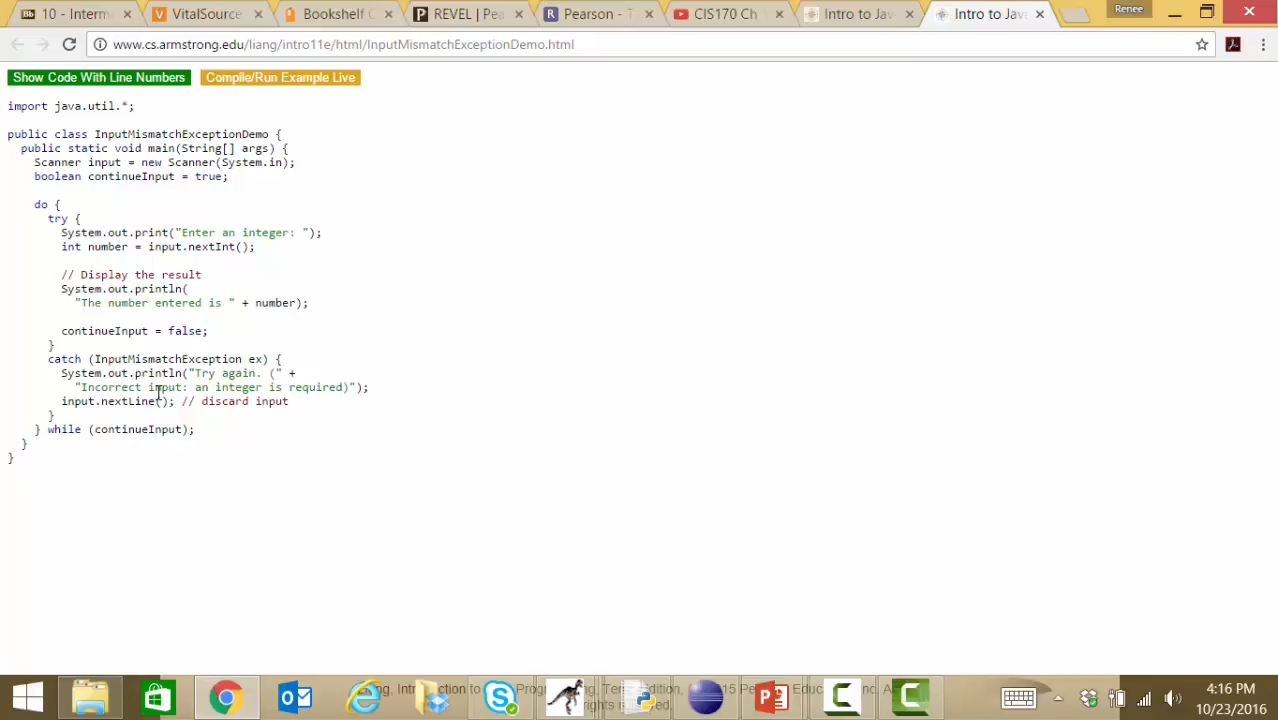 10 - Interm
VitalSource
Bookshelf C
REVEL | Pea
Pearson - T
CIS170 Ch
Intro to Jav
Intro to Jav
Renee
www.cs.armstrong.edu/liang/intro11e/html/InputMismatchExceptionDemo.html
Show Code With Line Numbers
Compile/Run Example Live
import java.util.*;
public class InputMismatchExceptionDemo {
public static void main(String[] args) {
Scanner input = new Scanner(System.in);
boolean continueInput = true;
do {
try {
System.out.print("Enter an integer: ");
int number = input.nextInt();
// Display the result
System.out.println(
"The number entered is " + number);
continueInput = false;
}
catch (InputMismatchException ex) {
System.out.println("Try again. (" +
"Incorrect input: an integer is required)");
input.nextLine(); // discard input
}
} while (continueInput);
}
}
4:16 PM
10/23/2016